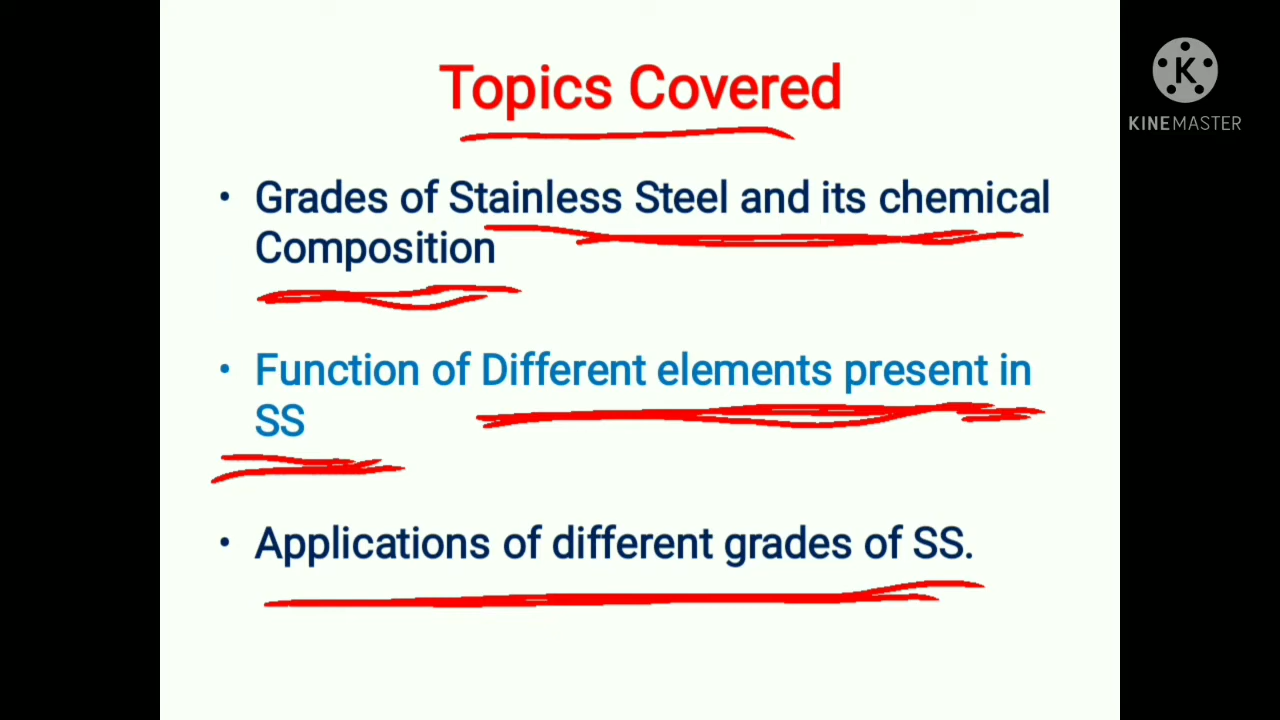 Topics Covered
K
KINEMASTER
• Grades of Stainless Steel and its chemical
Composition
• Function of Different elements present in
SS
• Applications of different grades of SS.